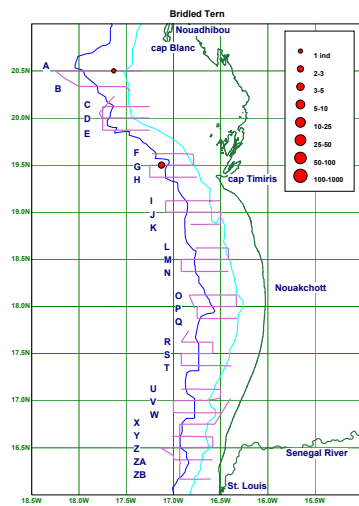 Bridled Tern
Nouadhibou
cap Blanc
1 ind
2-3
3-5
5-10
10-25
25-50
50-100
100-1000
20.5N
A
B
C
D
20.0N
E
F
G
19.5N
H
cap Timiris
I
19.0N
J
K
L
18.5N
M
N
Nouakchott
O
18.0N
P
Q
17.5N
R
S
T
U
17.0N
V
W
X
Y
16.5N
Z
Senegal River
ZA
ZB
St. Louis
18.5W
18.0W
17.5W
17.0W
16.5W
16.0W
15.5W